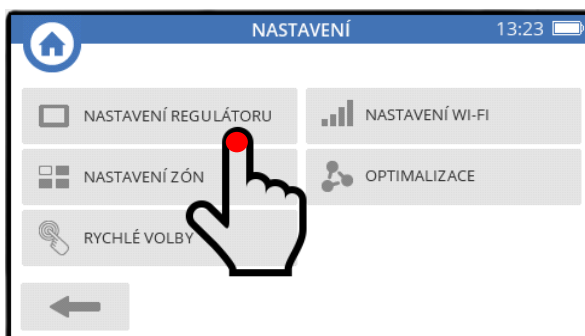 NASTAVENÍ 13:23
NASTAVENÍ REGULÁTORU
NASTAVENÍ WI-FI
NASTAVENÍ ZÓN
OPTIMALIZACE
RYCHLÉ VOLBY